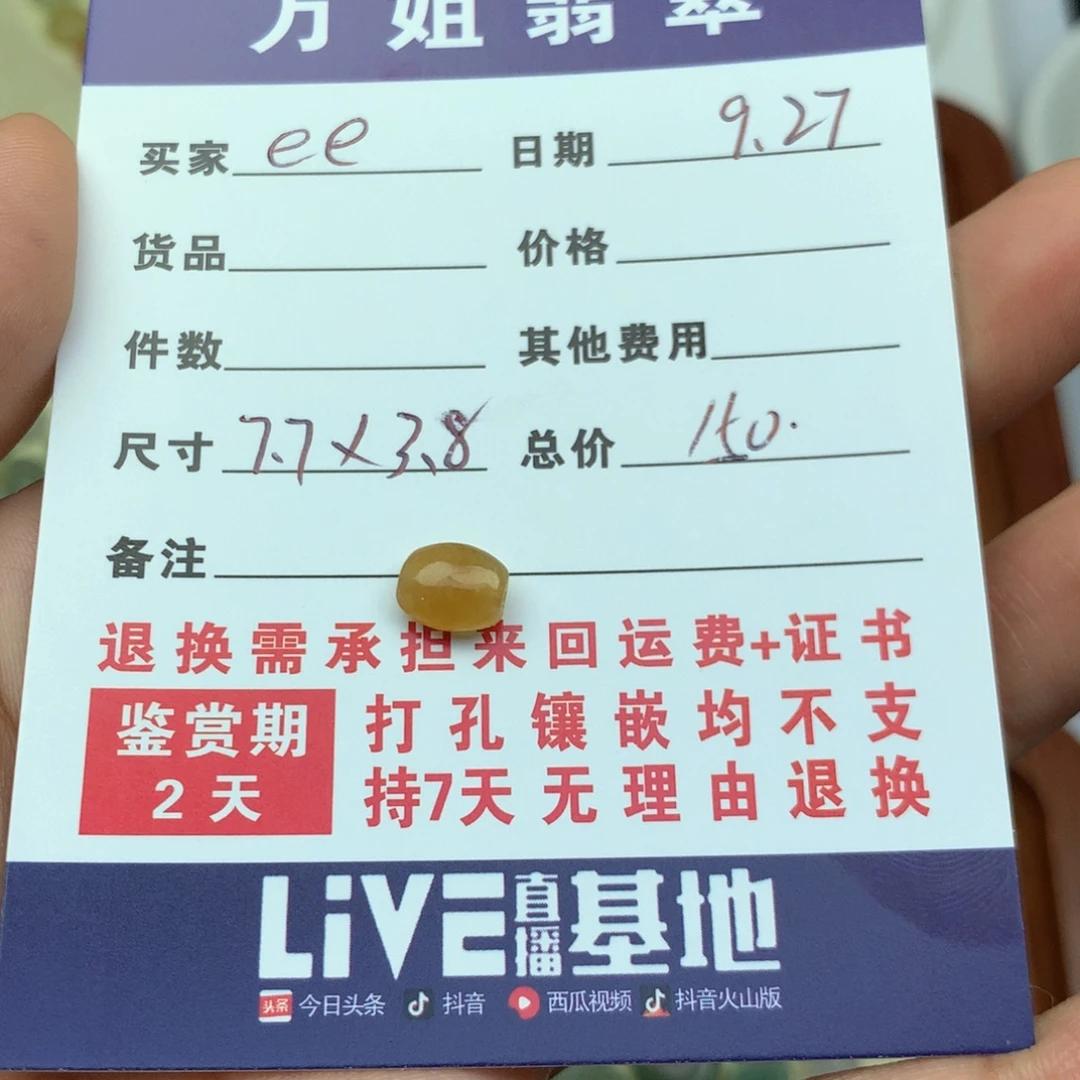 万姐翡翠
买家 ee 日期 9.27
货品 价格
件数 其他费用
尺寸 7.7×3.8 总价 150.
备注
退换需承担来回运费+证书
鉴赏期 打孔镶嵌均不支
2天 持7天无理由退换
LiVE直播基地
头条 今日头条 抖音 西瓜视频 抖音火山版